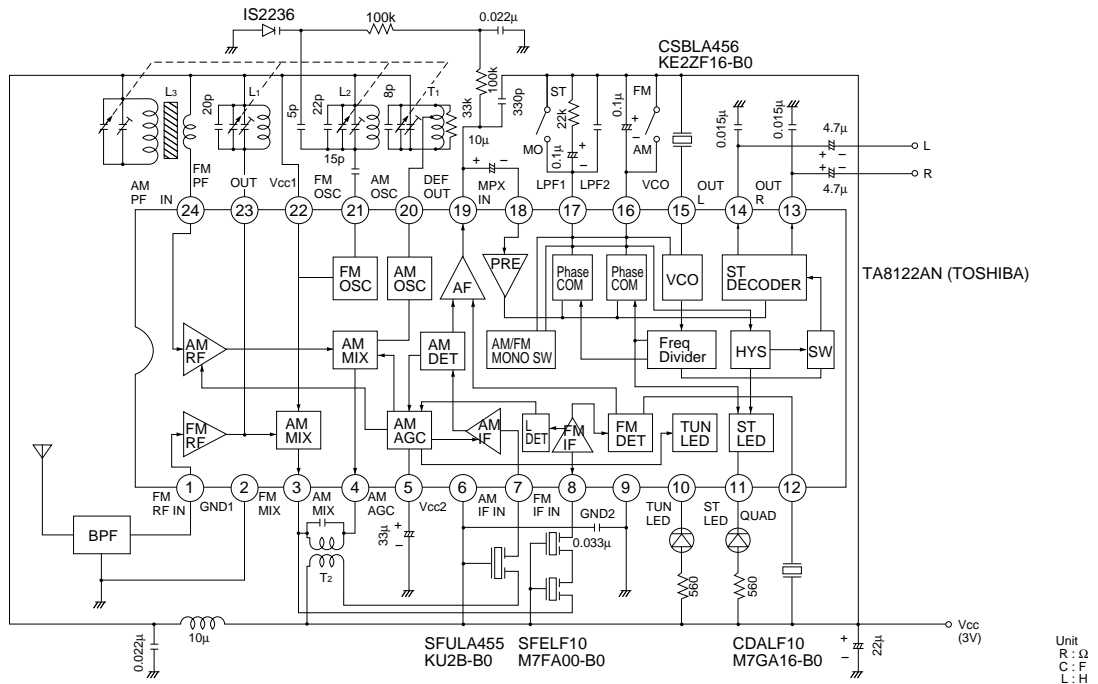 IS2236
100k
0.022μ
CSBLA456
KE2ZF16-B0
L3
20p
L1
5p
22p
L2
8p
T1
33k
100k
330p
10μ
15p
ST
MO
22k
0.1μ
0.1μ
FM
AM
0.015μ
0.015μ
4.7μ
4.7μ
L
R
AM
PF
FM
PF
IN
OUT
Vcc1
FM
OSC
AM
OSC
DEF
OUT
MPX
IN
LPF1
LPF2
VCO
OUT
L
OUT
R
24
23
22
21
20
19
18
17
16
15
14
13
TA8122AN (TOSHIBA)
FM
OSC
AM
OSC
AF
PRE
Phase
COM
Phase
COM
VCO
ST
DECODER
AM
RF
AM
MIX
AM
DET
AM/FM
MONO SW
Freq
Divider
HYS
SW
FM
RF
AM
MIX
AM
AGC
AM
IF
L
DET
FM
IF
FM
DET
TUN
LED
ST
LED
1
2
3
4
5
6
7
8
9
10
11
12
FM
RF IN
GND1
FM
MIX
AM
MIX
AM
AGC
Vcc2
AM
IF IN
FM
IF IN
GND2
TUN
LED
ST
LED
QUAD
BPF
T2
33μ
0.033μ
560
560
0.022μ
10μ
SFULA455
KU2B-B0
SFELF10
M7FA00-B0
CDALF10
M7GA16-B0
22μ
Vcc
(3V)
Unit
R : Ω
C : F
L : H